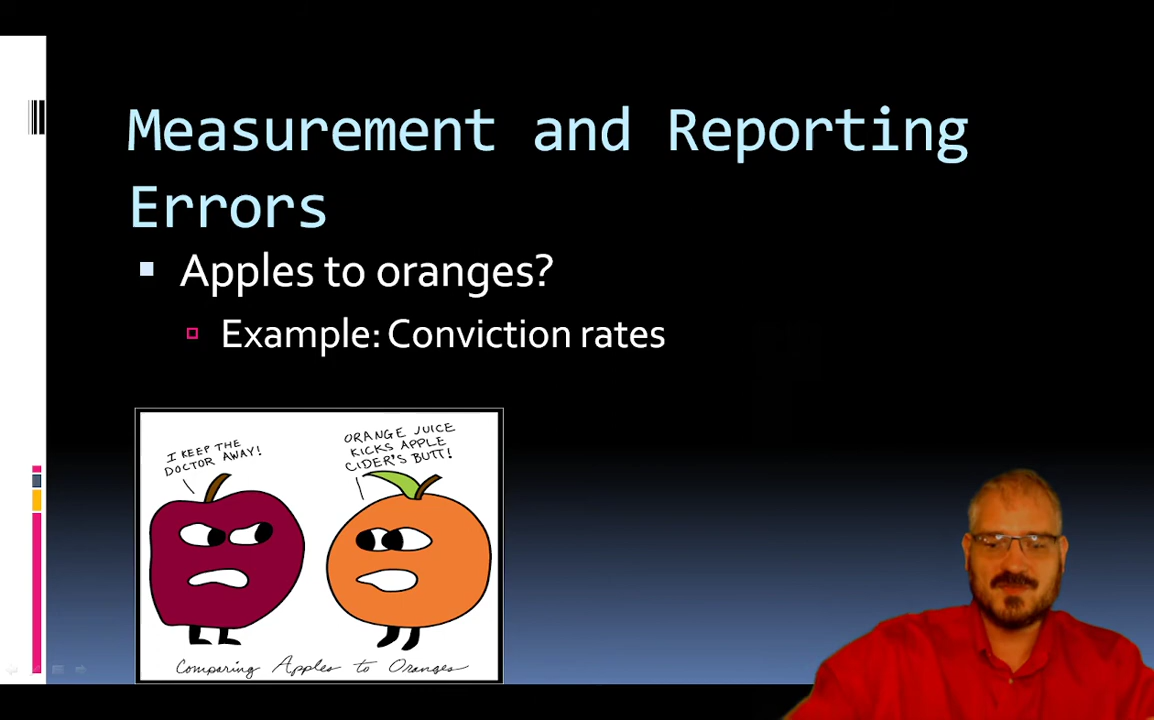 Measurement and Reporting
Errors
Apples to oranges?
Example: Conviction rates
I KEEP THE
DOCTOR AWAY!
ORANGE JUICE
KICKS APPLE
CIDER'S BUTT!
Comparing Apples to Oranges